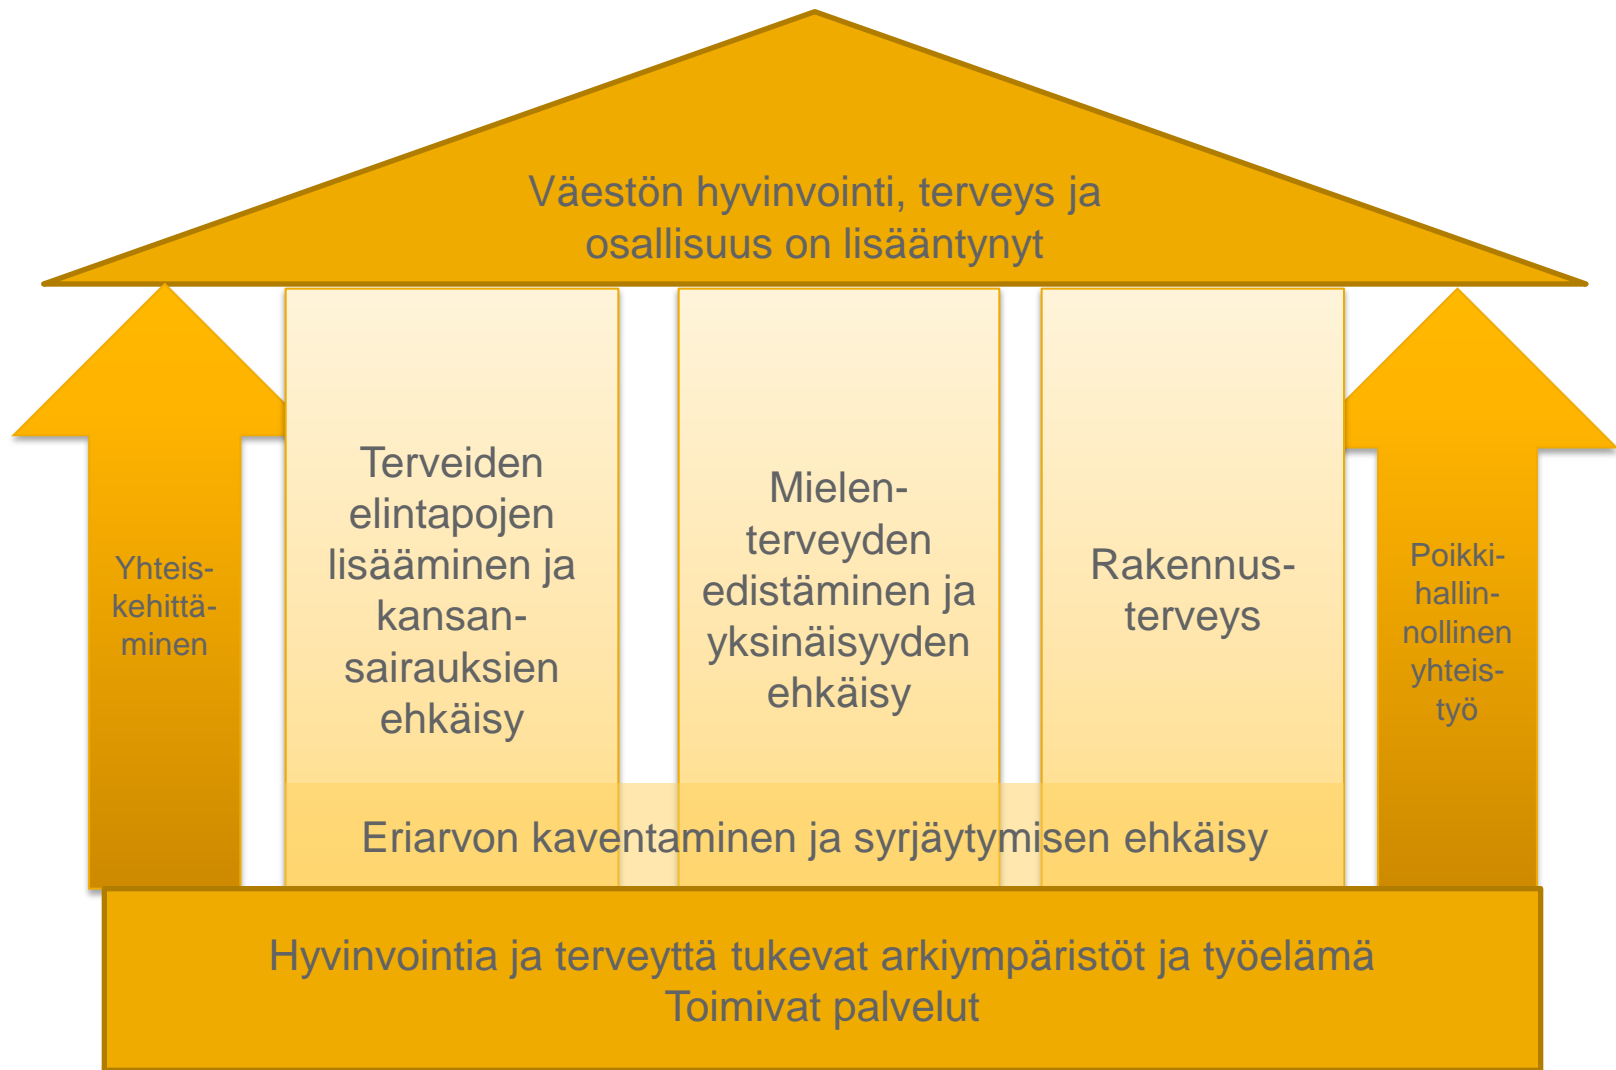 Väestön hyvinvointi, terveys ja
osallisuus on lisääntynyt
Yhteis-
kehittä-
minen
Terveiden
elintapojen
lisääminen ja
kansan-
sairauksien
ehkäisy
Mielen-
terveyden
edistäminen ja
yksinäisyyden
ehkäisy
Rakennus-
terveys
Poikki-
hallin-
nollinen
yhteis-
työ
Eriarvon kaventaminen ja syrjäytymisen ehkäisy
Hyvinvointia ja terveyttä tukevat arkiympäristöt ja työelämä
Toimivat palvelut